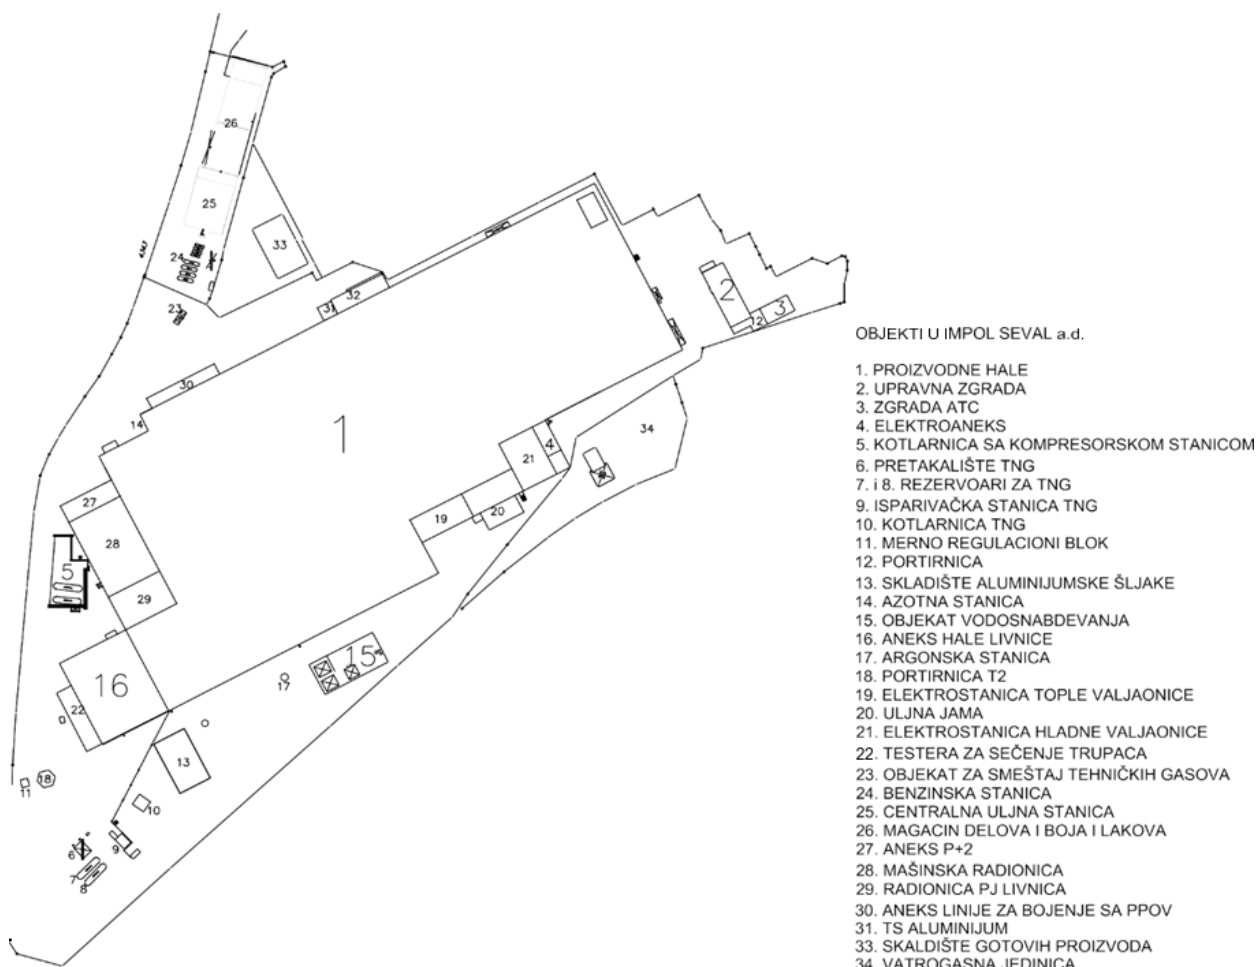 26
25
33
24
23
32
31
2
3
12
30
14
1
34
4
21
27
19
20
28
5
29
15
16
17
22
13
18
11
10
6
9
7
8
OBJEKTI U IMPOL SEVAL a.d.
1. PROIZVODNE HALE
2. UPRAVNA ZGRADA
3. ZGRADA ATC
4. ELEKTROANEKS
5. KOTLARNICA SA KOMPRESORSKOM STANICOM
6. PRETAKALIŠTE TNG
7. i 8. REZERVOARI ZA TNG
9. ISPARIVAČKA STANICA TNG
10. KOTLARNICA TNG
11. MERNO REGULACIONI BLOK
12. PORTIRNICA
13. SKLADIŠTE ALUMINIJUMSKE ŠLJAKE
14. AZOTNA STANICA
15. OBJEKAT VODOSNABDEVANJA
16. ANEKS HALE LIVNICE
17. ARGONSKA STANICA
18. PORTIRNICA T2
19. ELEKTROSTANICA TOPLE VALJAONICE
20. ULJNA JAMA
21. ELEKTROSTANICA HLADNE VALJAONICE
22. TESTERA ZA SEČENJE TRUPACA
23. OBJEKAT ZA SMEŠTAJ TEHNIČKIH GASOVA
24. BENZINSKA STANICA
25. CENTRALNA ULJNA STANICA
26. MAGACIN DELOVA I BOJA I LAKOVA
27. ANEKS P+2
28. MAŠINSKA RADIONICA
29. RADIONICA PJ LIVNICA
30. ANEKS LINIJE ZA BOJENJE SA PPOV
31. TS ALUMINIJUM
33. SKALDIŠTE GOTOVIH PROIZVODA
34. VATROGASNA JEDINICA